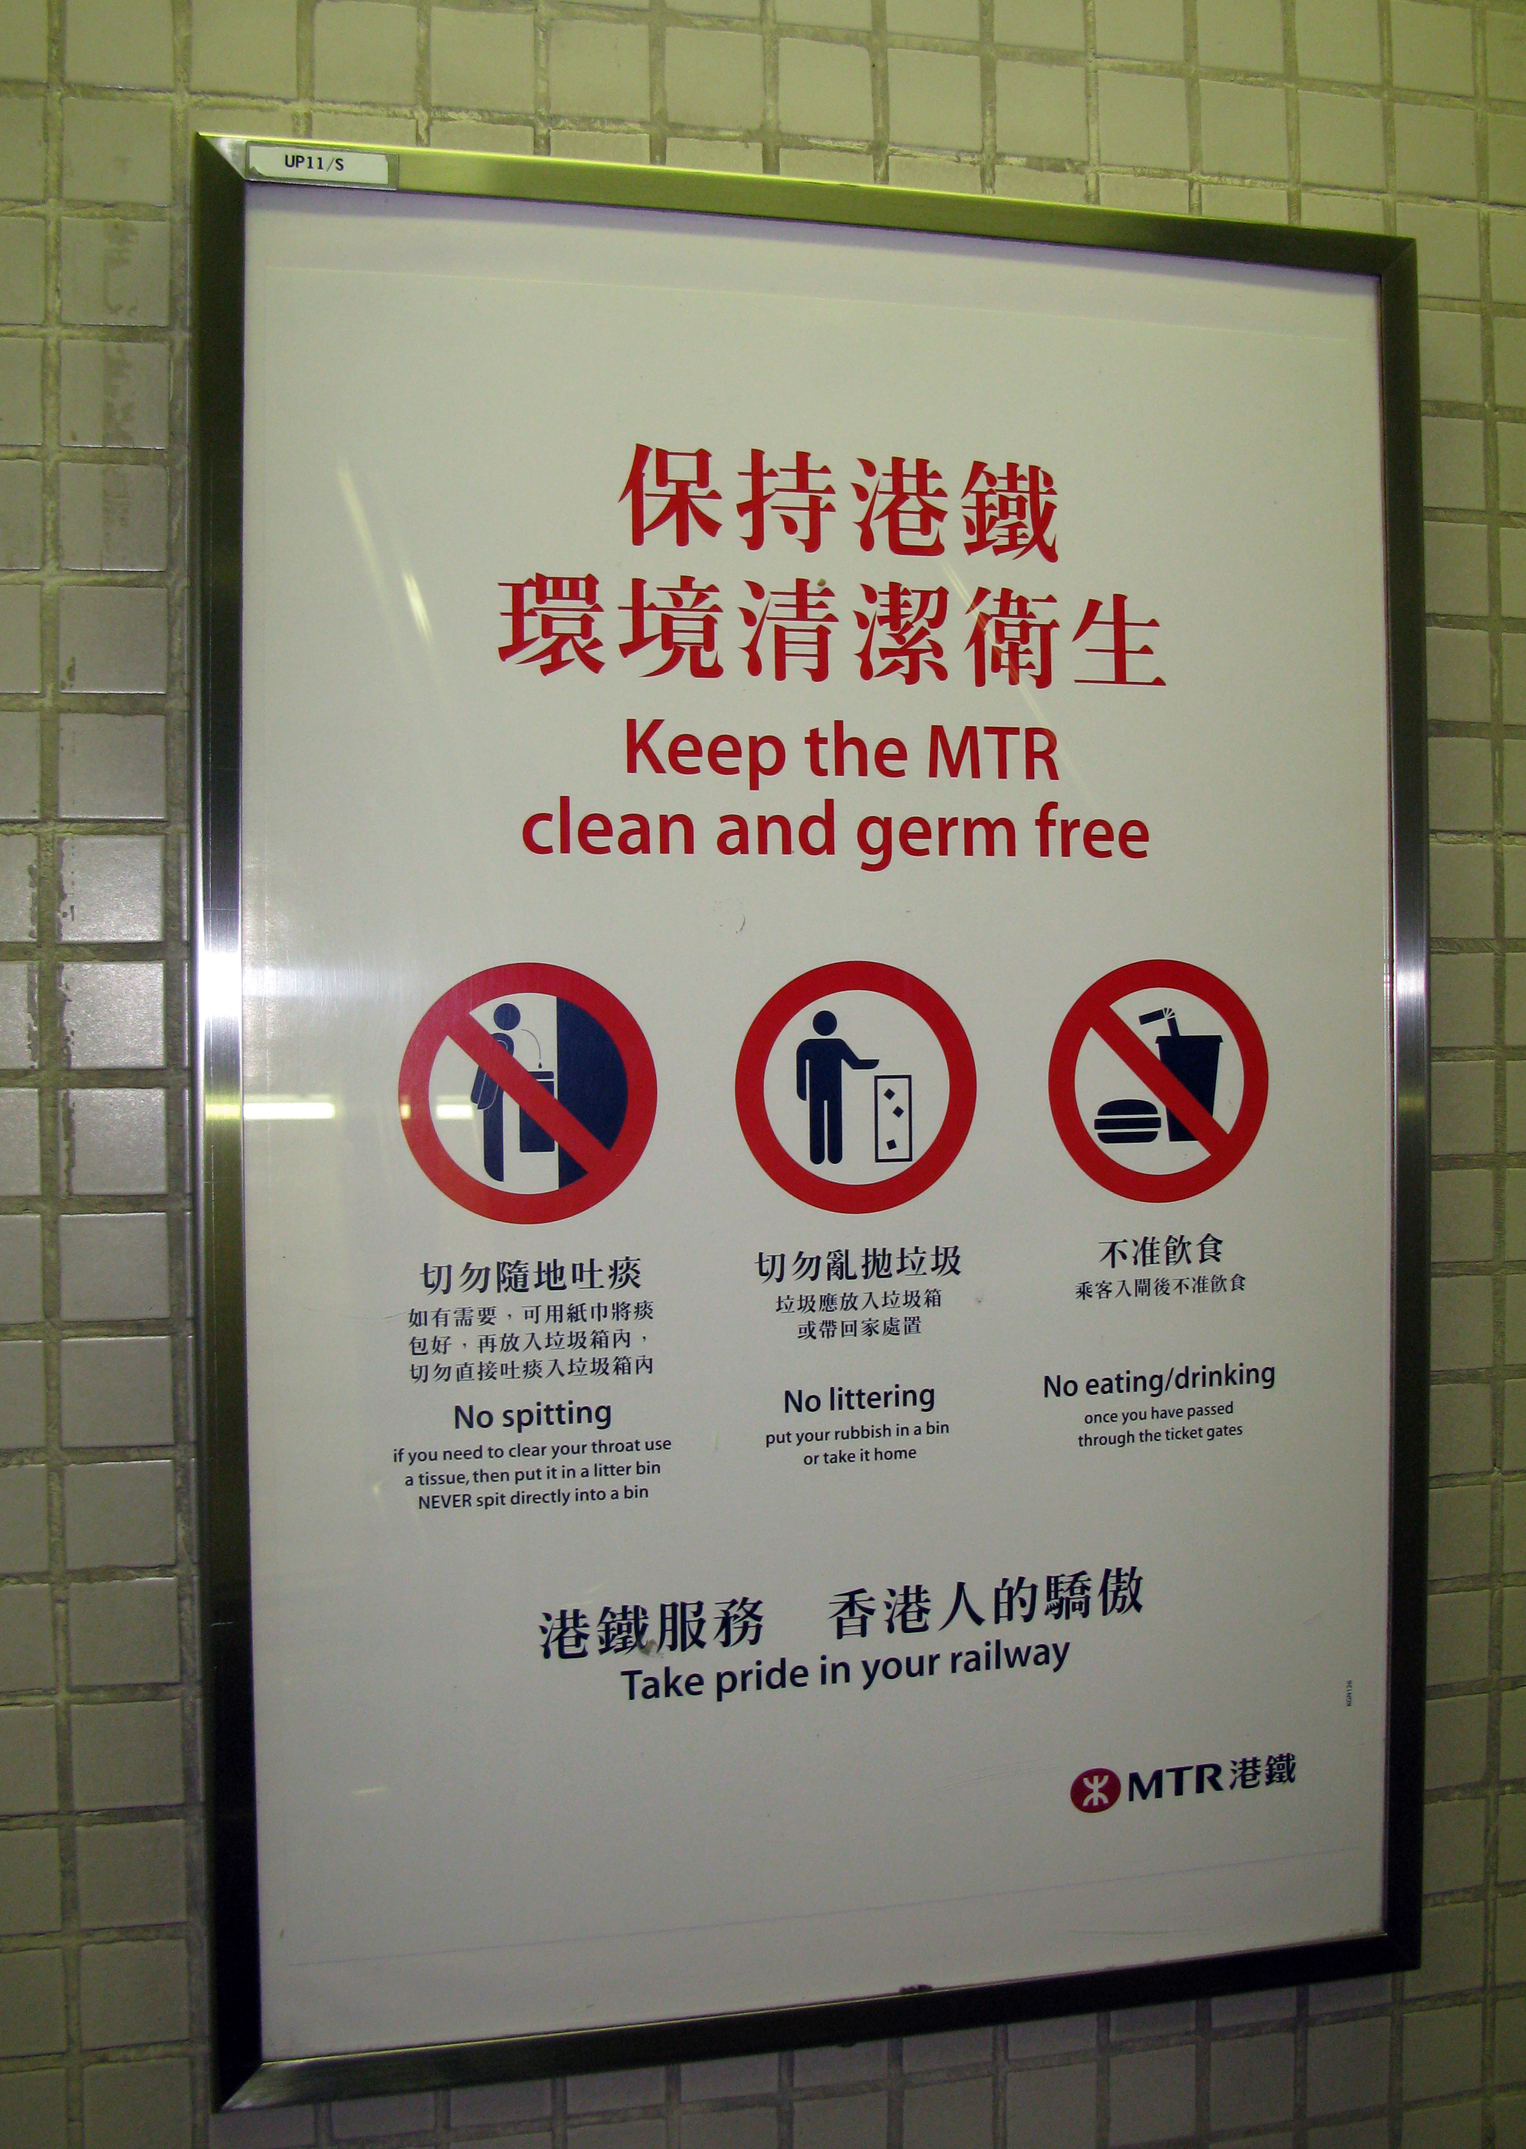 UP11/S
保持港鐵
環境清潔衛生
Keep the MTR
clean and germ free
切勿隨地吐痰
如有需要，可用紙巾將痰
包好，再放入垃圾箱內，
切勿直接吐痰入垃圾箱內
No spitting
if you need to clear your throat use
a tissue, then put it in a litter bin
NEVER spit directly into a bin
切勿亂拋垃圾
垃圾應放入垃圾箱
或帶回家處置
No littering
put your rubbish in a bin
or take it home
不准飲食
乘客入閘後不准飲食
No eating/drinking
once you have passed
through the ticket gates
港鐵服務 香港人的驕傲
Take pride in your railway
MTR港鐵